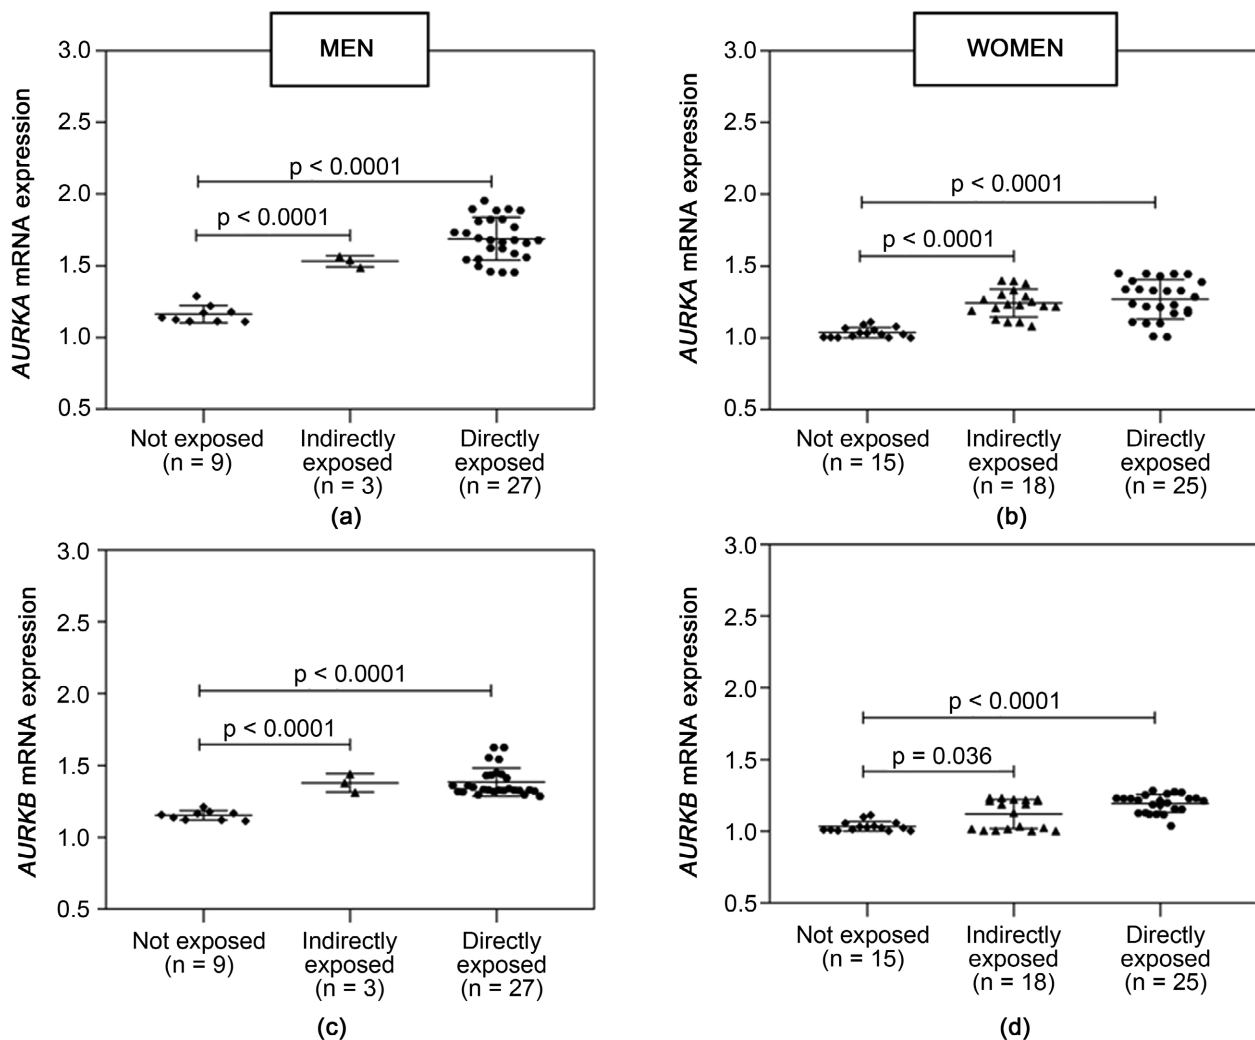 MEN
AURKA mRNA expression
3.0
2.5
2.0
1.5
1.0
0.5
p < 0.0001
p < 0.0001
Not exposed
(n = 9)
Indirectly
exposed
(n = 3)
Directly
exposed
(n = 27)
(a)
WOMEN
AURKA mRNA expression
3.0
2.5
2.0
1.5
1.0
0.5
p < 0.0001
p < 0.0001
Not exposed
(n = 15)
Indirectly
exposed
(n = 18)
Directly
exposed
(n = 25)
(b)
AURKB mRNA expression
3.0
2.5
2.0
1.5
1.0
0.5
p < 0.0001
p < 0.0001
Not exposed
(n = 9)
Indirectly
exposed
(n = 3)
Directly
exposed
(n = 27)
(c)
AURKB mRNA expression
3.0
2.5
2.0
1.5
1.0
0.5
p < 0.0001
p = 0.036
Not exposed
(n = 15)
Indirectly
exposed
(n = 18)
Directly
exposed
(n = 25)
(d)